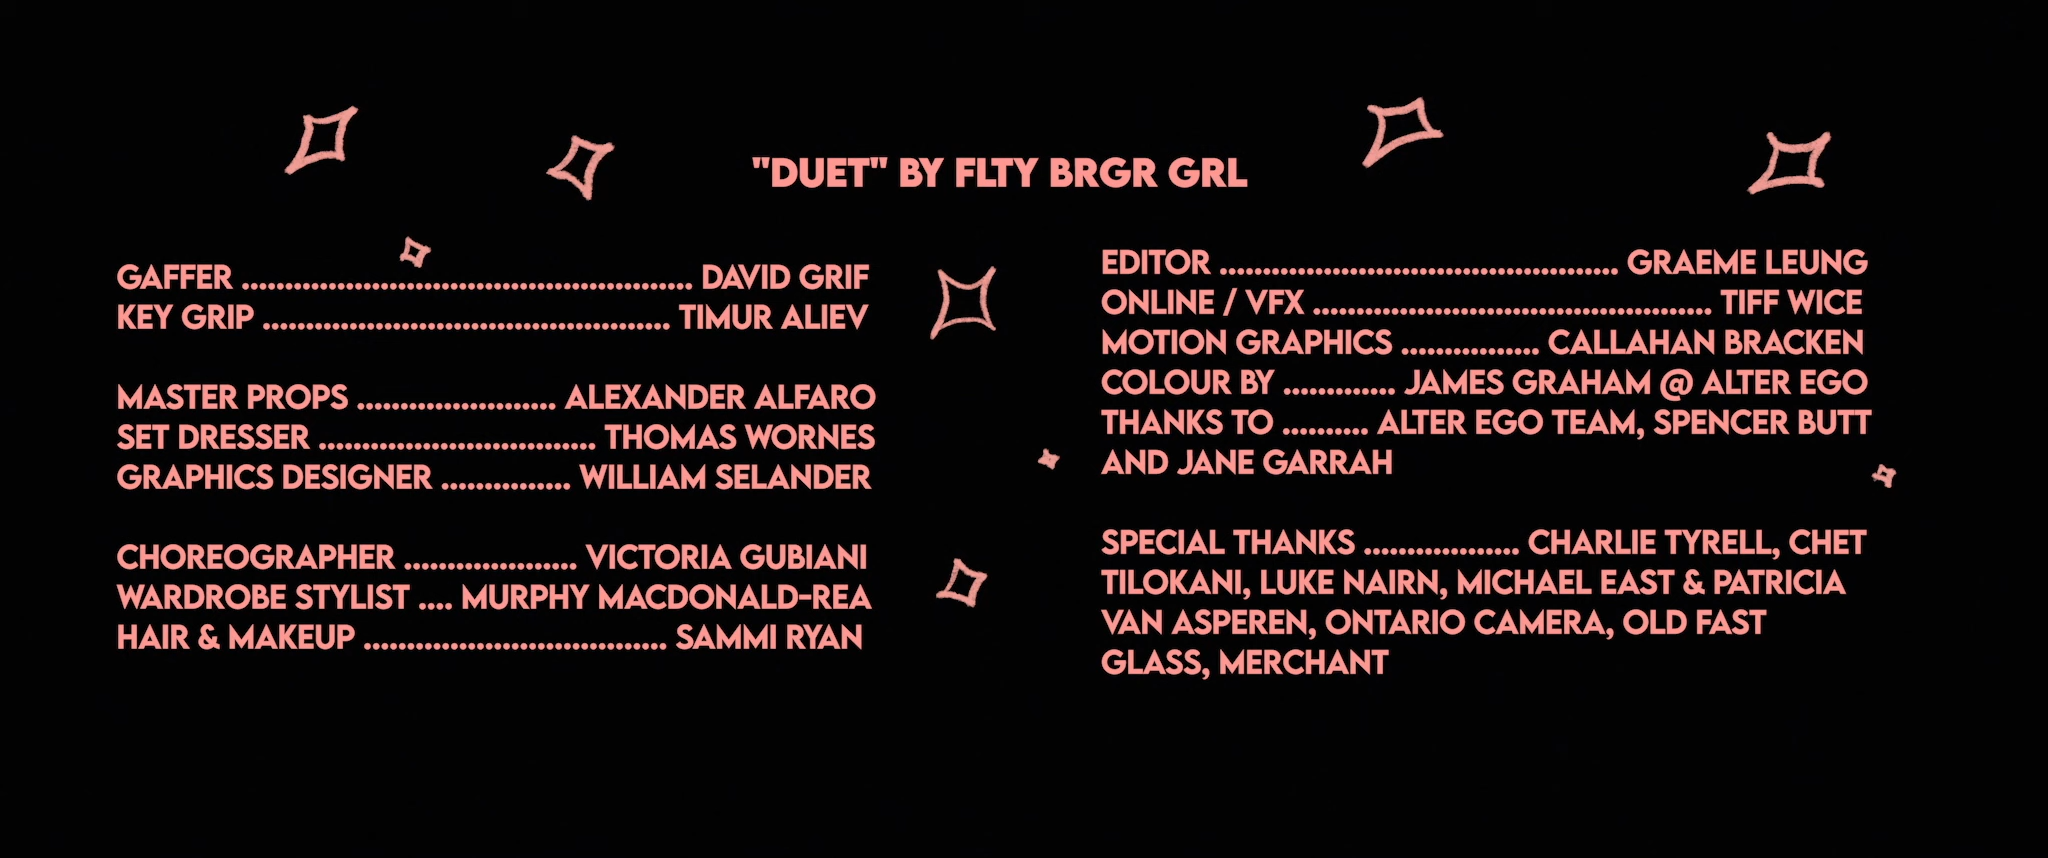 "DUET" BY FLTY BRGR GRL
GAFFER .................................................... DAVID GRIF
KEY GRIP ............................................... TIMUR ALIEV
MASTER PROPS ....................... ALEXANDER ALFARO
SET DRESSER ................................ THOMAS WORNES
GRAPHICS DESIGNER ............... WILLIAM SELANDER
CHOREOGRAPHER .................... VICTORIA GUBIANI
WARDROBE STYLIST .... MURPHY MACDONALD-REA
HAIR & MAKEUP ................................... SAMMI RYAN
EDITOR .............................................. GRAEME LEUNG
ONLINE / VFX .............................................. TIFF WICE
MOTION GRAPHICS ................ CALLAHAN BRACKEN
COLOUR BY ............. JAMES GRAHAM @ ALTER EGO
THANKS TO .......... ALTER EGO TEAM, SPENCER BUTT
AND JANE GARRAH
SPECIAL THANKS .................. CHARLIE TYRELL, CHET
TILOKANI, LUKE NAIRN, MICHAEL EAST & PATRICIA
VAN ASPEREN, ONTARIO CAMERA, OLD FAST
GLASS, MERCHANT